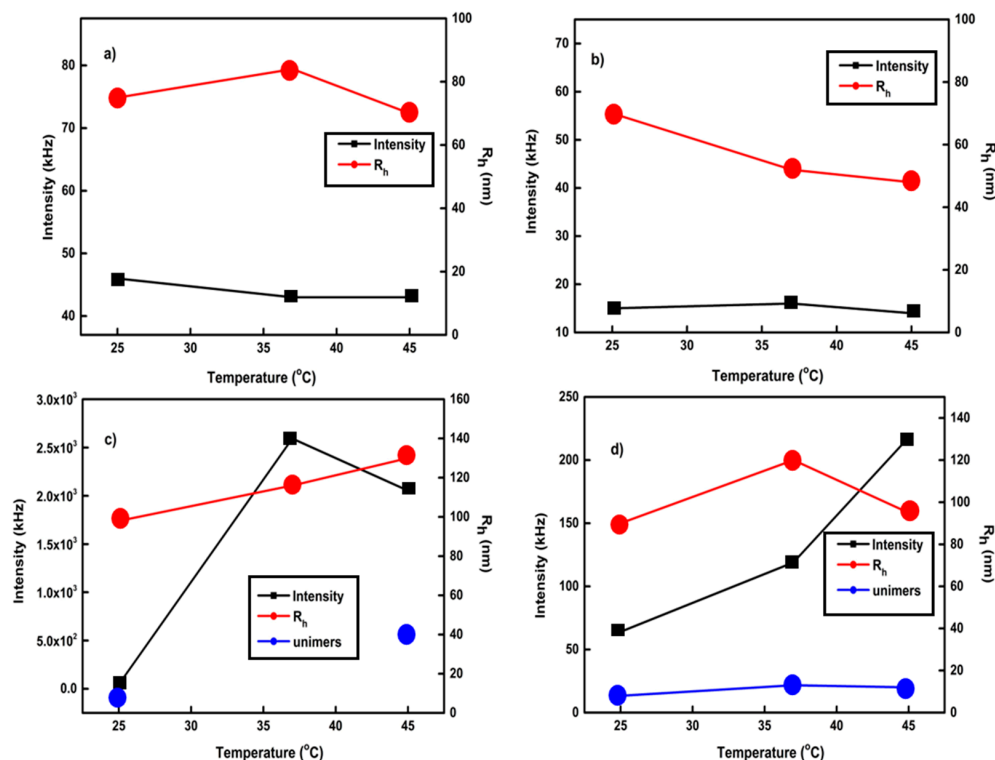 a)
Intensity
Rh
Intensity (kHz)
80
70
60
50
40
100
80
60
40
20
0
Rh (nm)
25 30 35 40 45
Temperature (oC)
b)
Intensity
Rh
Intensity (kHz)
70
60
50
40
30
20
10
100
80
60
40
20
0
Rh (nm)
25 30 35 40 45
Temperature (oC)
c)
Intensity
Rh
unimers
Intensity (kHz)
3.0x10³
2.5x10³
2.0x10³
1.5x10³
1.0x10³
5.0x10²
0.0
160
140
120
100
80
60
40
20
0
Rh (nm)
25 30 35 40 45
Temperature (oC)
d)
Intensity
Rh
unimers
Intensity (kHz)
250
200
150
100
50
0
140
120
100
80
60
40
20
0
Rh (nm)
25 30 35 40 45
Temperature (oC)